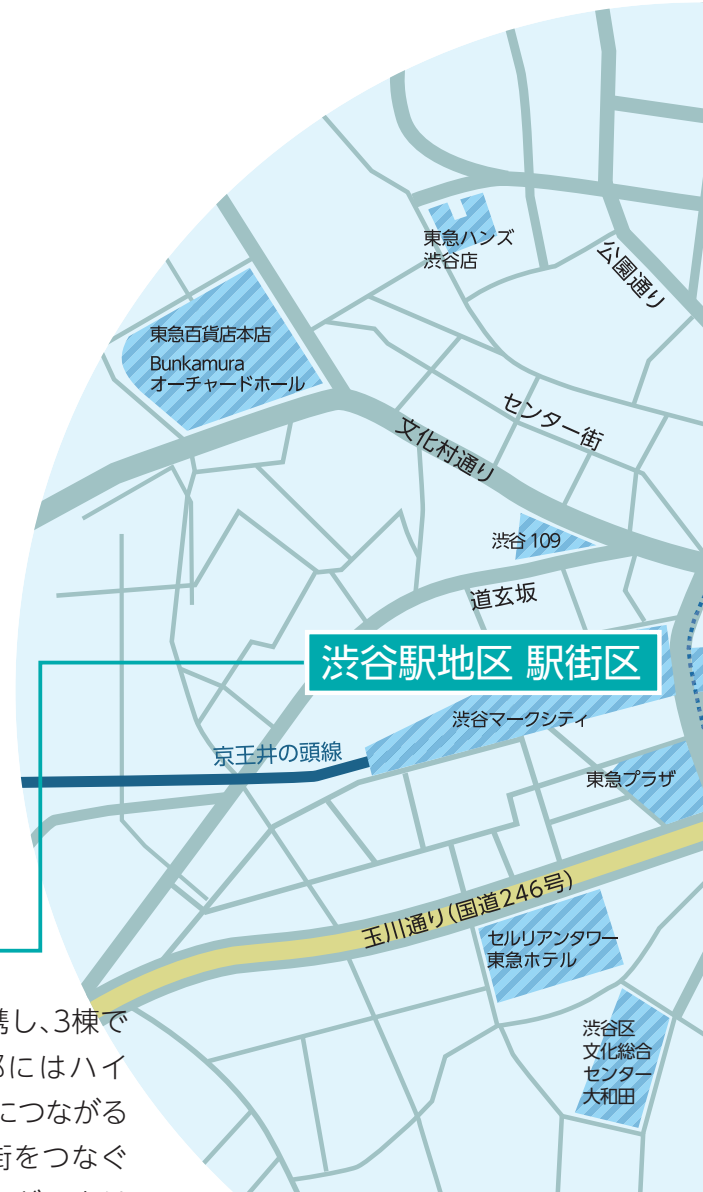 東急ハンズ
渋谷店
公園通り
東急百貨店本店
Bunkamura
オーチャードホール
センター街
文化村通り
渋谷 109
道玄坂
渋谷駅地区 駅街区
渋谷マークシティ
京王井の頭線
東急プラザ
玉川通り(国道246号)
セルリアンタワー
東急ホテル
渋谷区
文化総合
センター
大和田
携し、3棟で
にはハイ
につながる
街をつなぐ